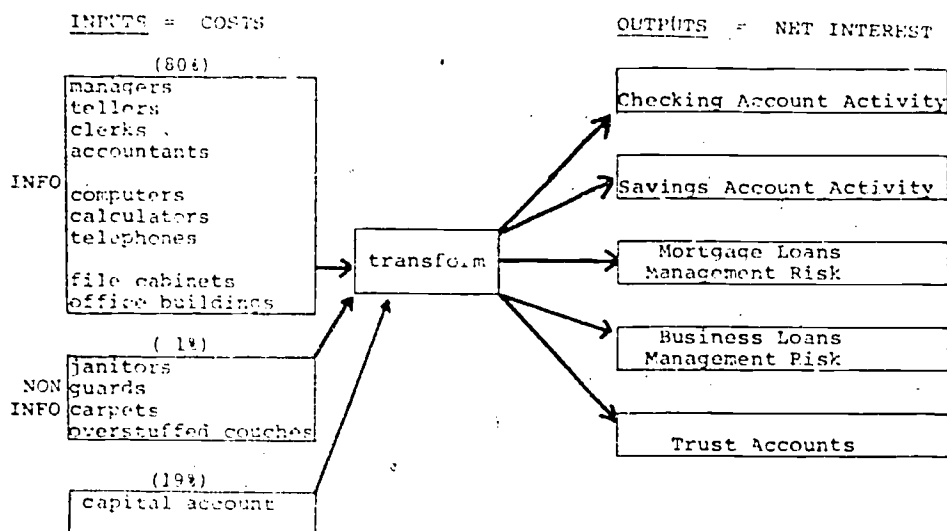 INPUTS = COSTS
(80%)
managers
tellers
clerks
accountants
INFO
computers
calculators
telephones
file cabinets
office buildings
( 1%)
janitors
NON guards
INFO carpets
overstuffed couches
(19%)
capital account
transform
OUTPUTS = NET INTEREST
Checking Account Activity
Savings Account Activity
Mortgage Loans
Management Risk
Business Loans
Management Risk
Trust Accounts